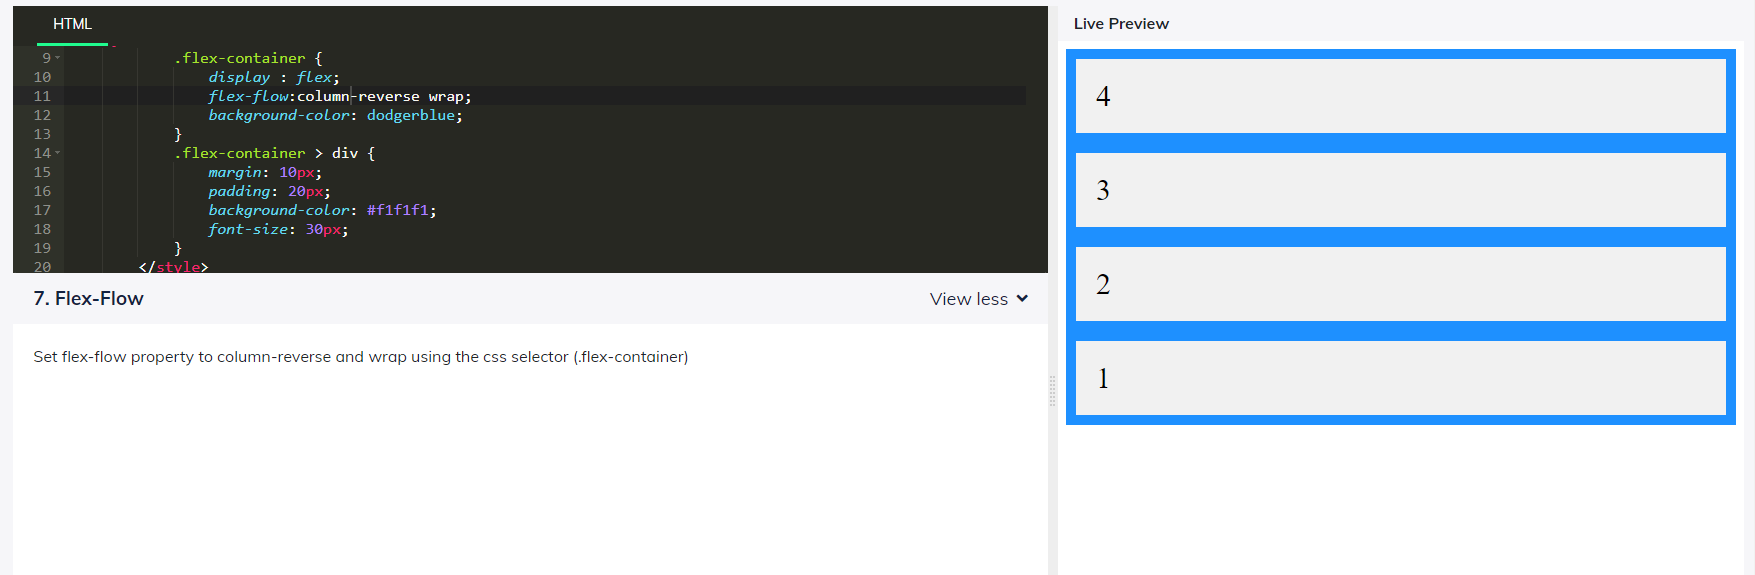 HTML
9 .flex-container {
10 display : flex;
11 flex-flow:column-reverse wrap;
12 background-color: dodgerblue;
13 }
14 .flex-container > div {
15 margin: 10px;
16 padding: 20px;
17 background-color: #f1f1f1;
18 font-size: 30px;
19 }
20 </style>
7. Flex-Flow
View less
Set flex-flow property to column-reverse and wrap using the css selector (.flex-container)
Live Preview
4
3
2
1